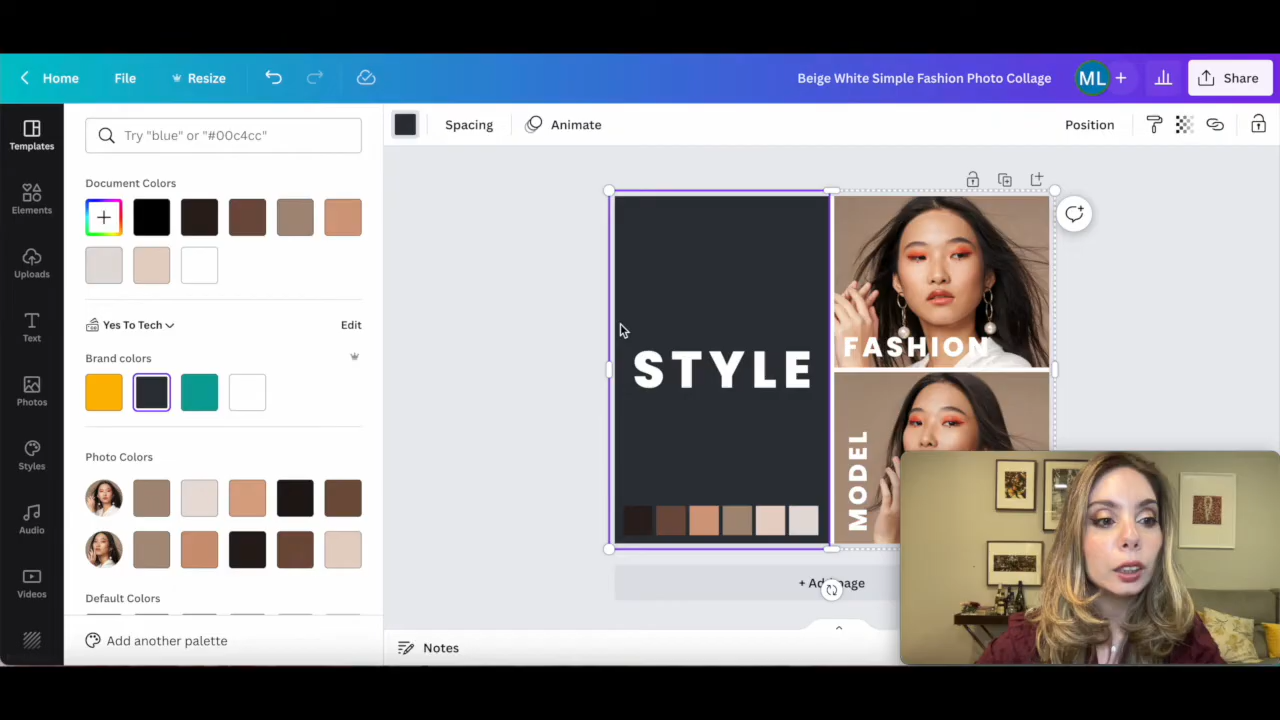 Home
File
Resize
Beige White Simple Fashion Photo Collage
ML
+
Share
Templates
Elements
Uploads
Text
Photos
Styles
Audio
Videos
Try "blue" or "#00c4cc"
Document Colors
+
Yes To Tech
Edit
Brand colors
Photo Colors
Default Colors
Add another palette
Spacing
Animate
Position
STYLE
FASHION
MODEL
+ Add image
Notes